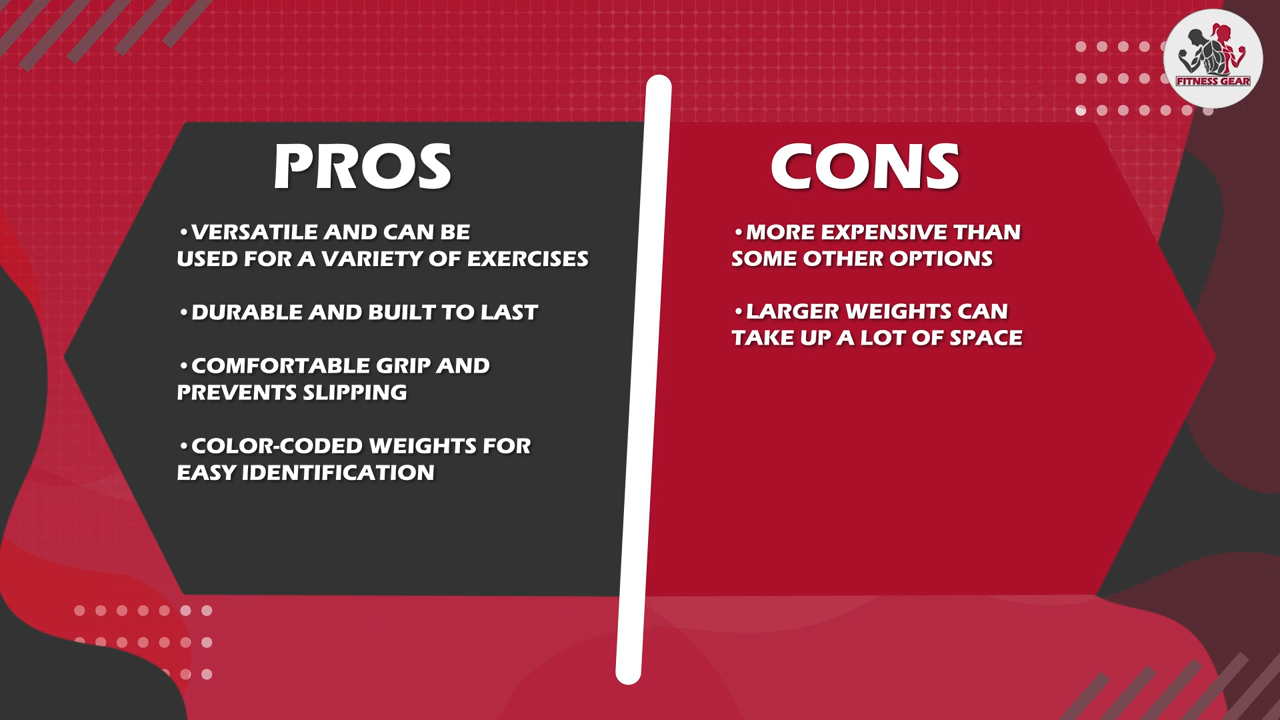 FITNESS GEAR
PROS
•VERSATILE AND CAN BE
USED FOR A VARIETY OF EXERCISES
•DURABLE AND BUILT TO LAST
•COMFORTABLE GRIP AND
PREVENTS SLIPPING
•COLOR-CODED WEIGHTS FOR
EASY IDENTIFICATION
CONS
•MORE EXPENSIVE THAN
SOME OTHER OPTIONS
•LARGER WEIGHTS CAN
TAKE UP A LOT OF SPACE